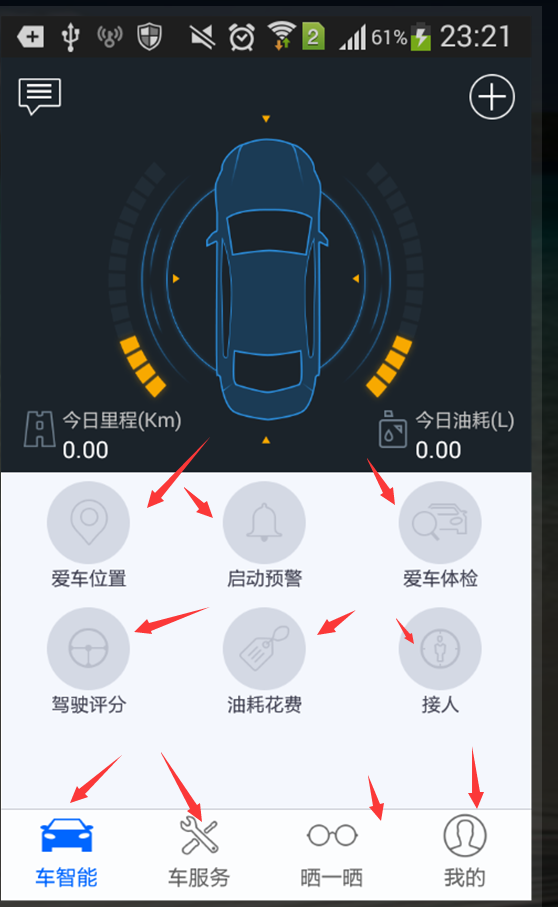 2 61% 23:21
今日里程(Km) 今日油耗(L)
0.00 0.00
爱车位置 启动预警 爱车体检
驾驶评分 油耗花费 接人
车智能 车服务 晒一晒 我的